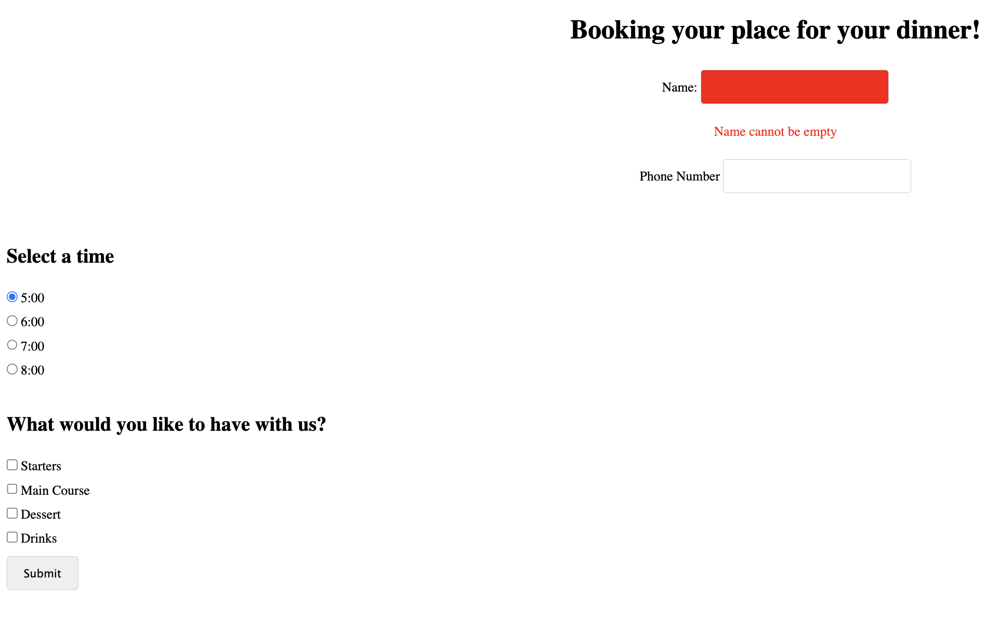 Booking your place for your dinner!
Name:
Name cannot be empty
Phone Number
Select a time
5:00
6:00
7:00
8:00
What would you like to have with us?
Starters
Main Course
Dessert
Drinks
Submit